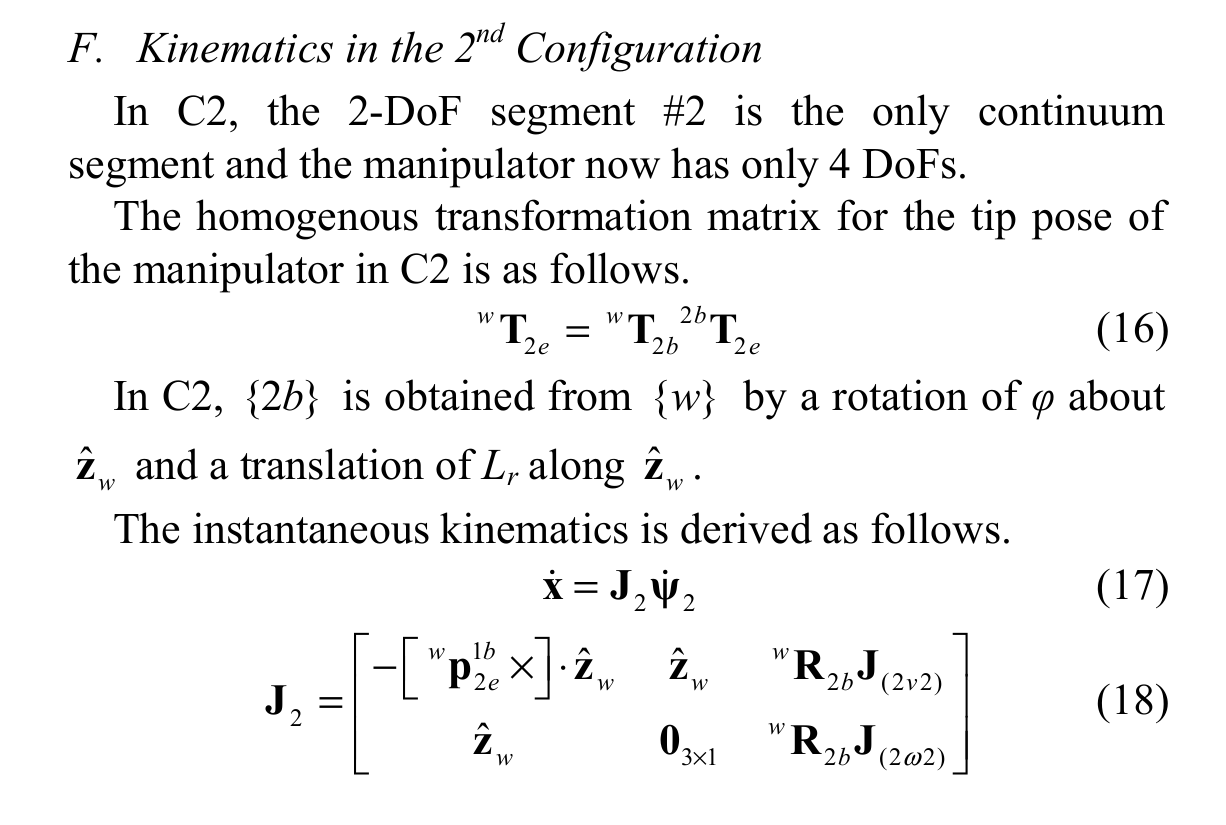 F. Kinematics in the 2ⁿᵈ Configuration
In C2, the 2-DoF segment #2 is the only continuum
segment and the manipulator now has only 4 DoFs.
The homogenous transformation matrix for the tip pose of
the manipulator in C2 is as follows.
$^{w}\mathbf{T}_{2e} = {}^{w}\mathbf{T}_{2b}{}^{2b}\mathbf{T}_{2e}$ (16)
In C2, {2b} is obtained from {w} by a rotation of φ about
$\hat{\mathbf{z}}_w$ and a translation of $L_r$ along $\hat{\mathbf{z}}_w$.
The instantaneous kinematics is derived as follows.
$\dot{\mathbf{x}} = \mathbf{J}_2\dot{\boldsymbol{\psi}}_2$ (17)
$\mathbf{J}_2 = \begin{bmatrix} -\left[{}^{w}\mathbf{p}_{2e}^{1b}\times\right]\cdot\hat{\mathbf{z}}_w & \hat{\mathbf{z}}_w & {}^{w}\mathbf{R}_{2b}\mathbf{J}_{(2v2)} \\ \hat{\mathbf{z}}_w & \mathbf{0}_{3\times1} & {}^{w}\mathbf{R}_{2b}\mathbf{J}_{(2\omega2)} \end{bmatrix}$ (18)